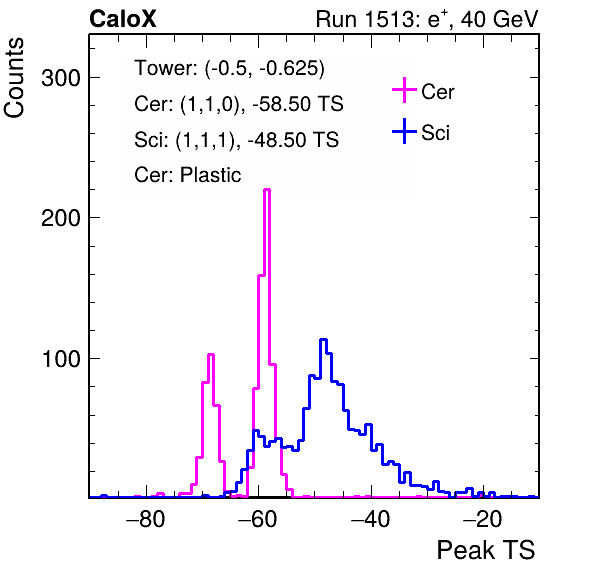 CaloX Run 1513: e⁺, 40 GeV
Counts
Tower: (-0.5, -0.625)
Cer: (1,1,0), -58.50 TS
Sci: (1,1,1), -48.50 TS
Cer: Plastic
Cer
Sci
300
200
100
−80 −60 −40 −20
Peak TS